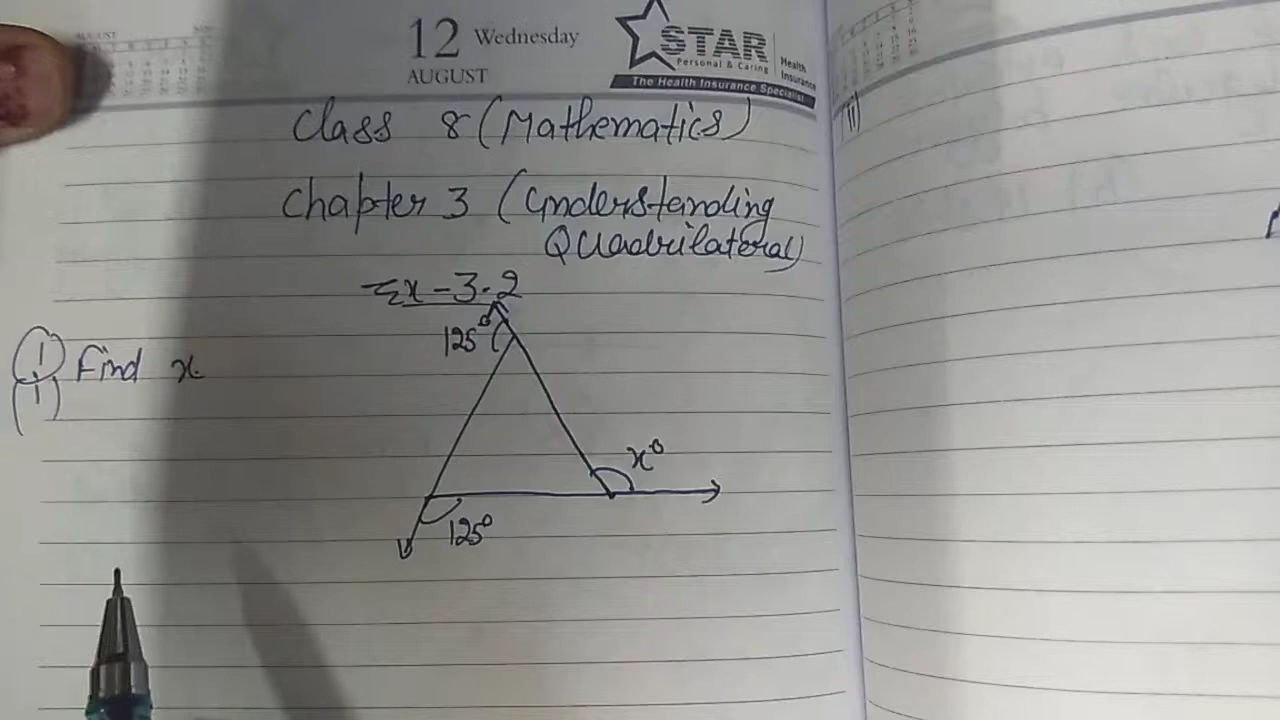 12 Wednesday
AUGUST
STAR Health Insurance
Personal & Caring
The Health Insurance Specialist
Class 8 (Mathematics)
Chapter 3 (Understanding
Quadrilateral)
Ex-3.2
125°
1 Find x
(i)
x°
125°
ii)